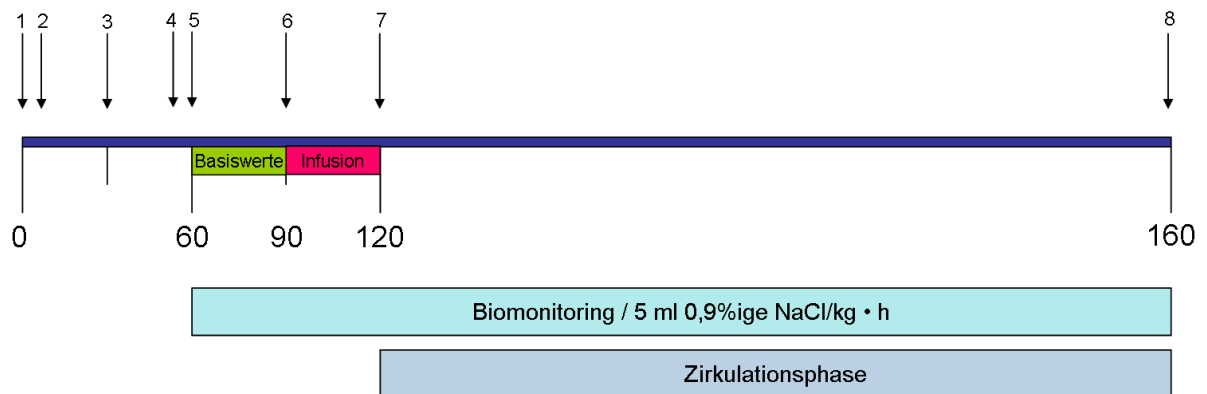 1 2 3 4 5 6 7 8
Basiswerte Infusion
0 60 90 120 160
Biomonitoring / 5 ml 0,9%ige NaCl/kg • h
Zirkulationsphase